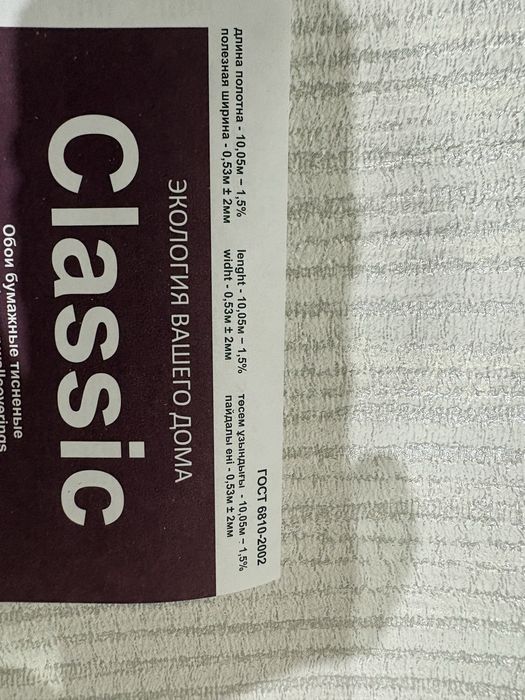 ГОСТ 6810-2002
длина полотна - 10,05м – 1,5% lenght - 10,05м – 1,5% төсем ұзындығы - 10,05м – 1,5%
полезная ширина - 0,53м ± 2мм widht - 0,53м ± 2мм пайдалы ені - 0,53м ± 2мм
ЭКОЛОГИЯ ВАШЕГО ДОМА
Classic
Обои бумажные тисненые
wallcoverings